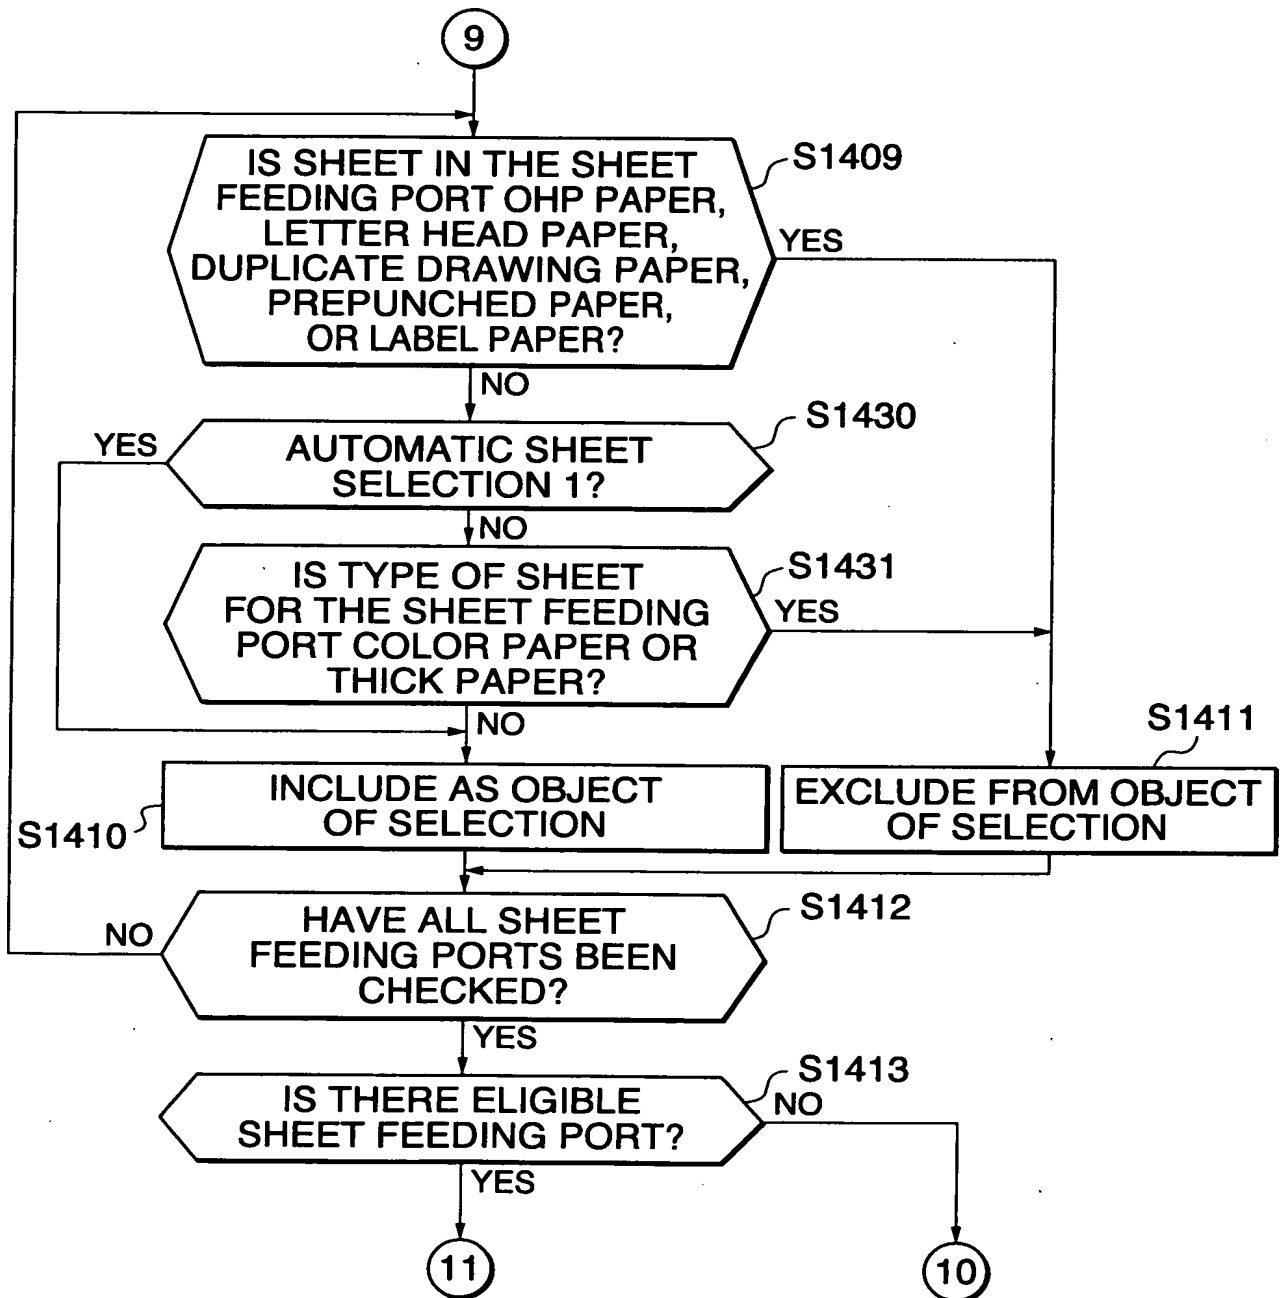 9
IS SHEET IN THE SHEET
FEEDING PORT OHP PAPER,
LETTER HEAD PAPER,
DUPLICATE DRAWING PAPER,
PREPUNCHED PAPER,
OR LABEL PAPER?
S1409
YES
NO
AUTOMATIC SHEET
SELECTION 1?
S1430
YES
NO
IS TYPE OF SHEET
FOR THE SHEET FEEDING
PORT COLOR PAPER OR
THICK PAPER?
S1431
YES
NO
INCLUDE AS OBJECT
OF SELECTION
S1410
S1411
EXCLUDE FROM OBJECT
OF SELECTION
HAVE ALL SHEET
FEEDING PORTS BEEN
CHECKED?
S1412
NO
YES
IS THERE ELIGIBLE
SHEET FEEDING PORT?
S1413
NO
YES
11
10